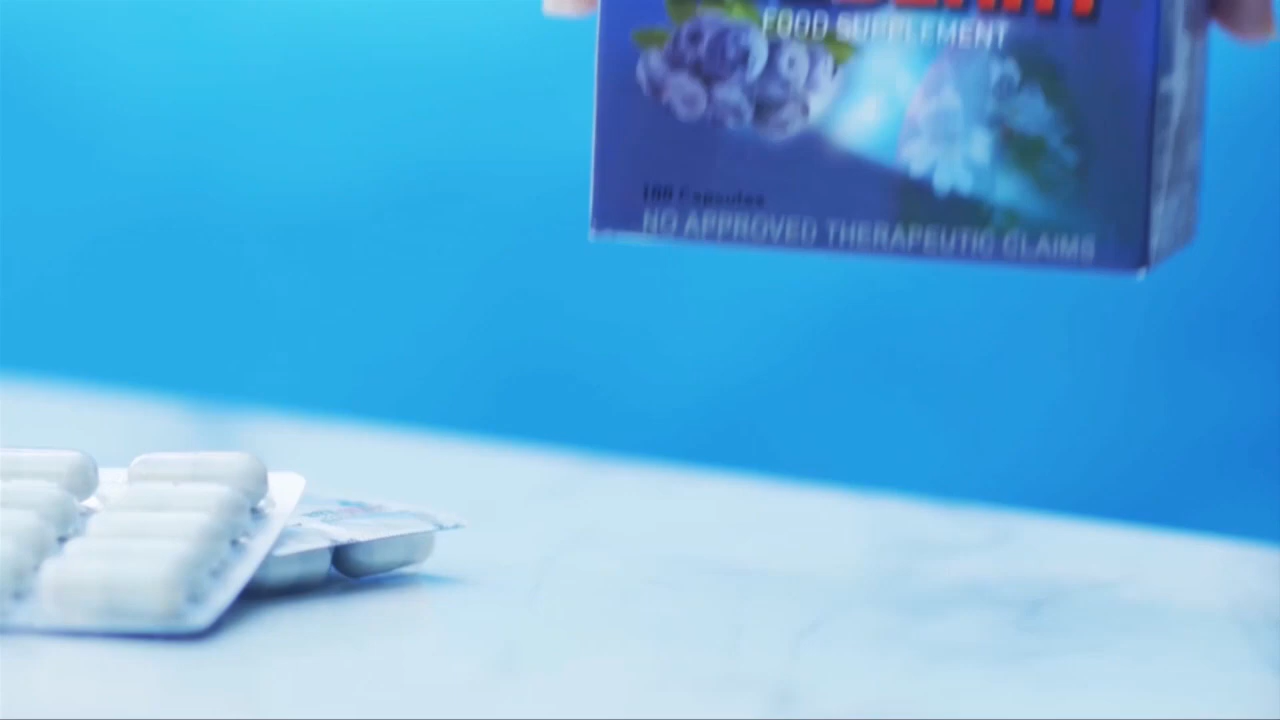 FOOD SUPPLEMENT
100 Capsules
NO APPROVED THERAPEUTIC CLAIMS